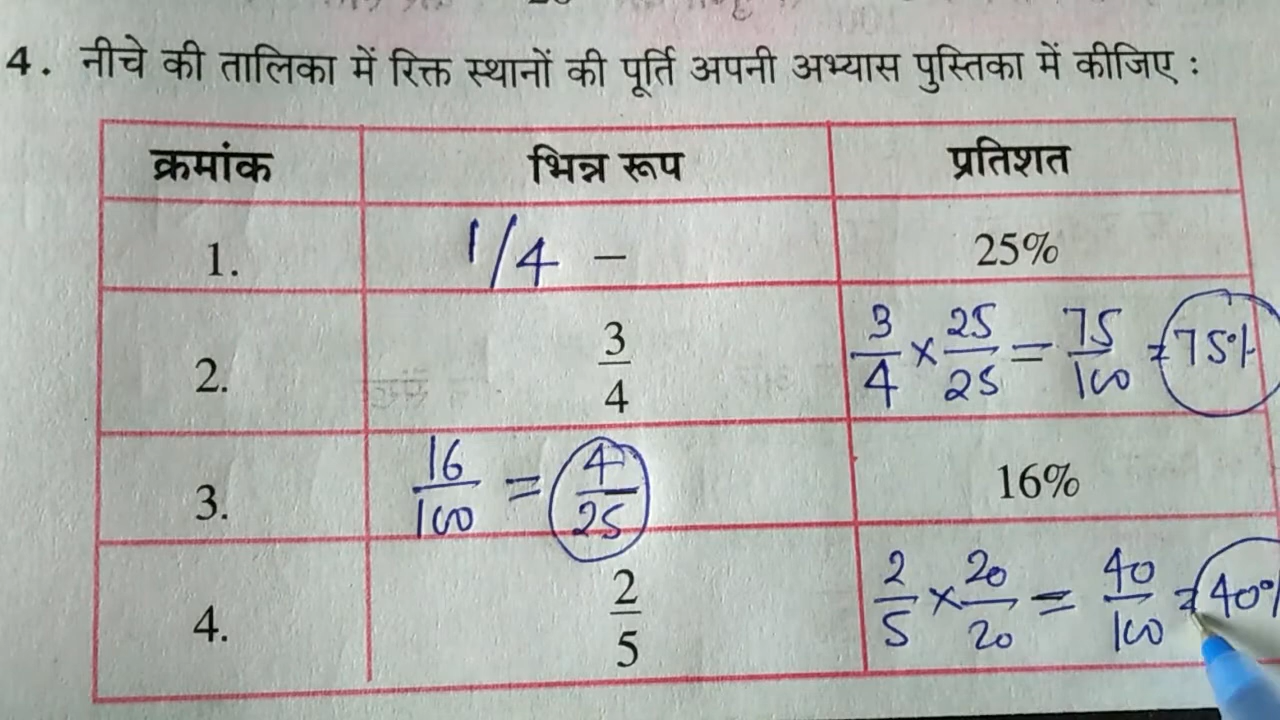 4. नीचे की तालिका में रिक्त स्थानों की पूर्ति अपनी अभ्यास पुस्तिका में कीजिए :
क्रमांक भिन्न रूप प्रतिशत
1. 1/4 – 25%
2. 3/4 3/4 × 25/25 = 75/100 = 75%
3. 16/100 = 4/25 16%
4. 2/5 2/5 × 20/20 = 40/100 = 40%